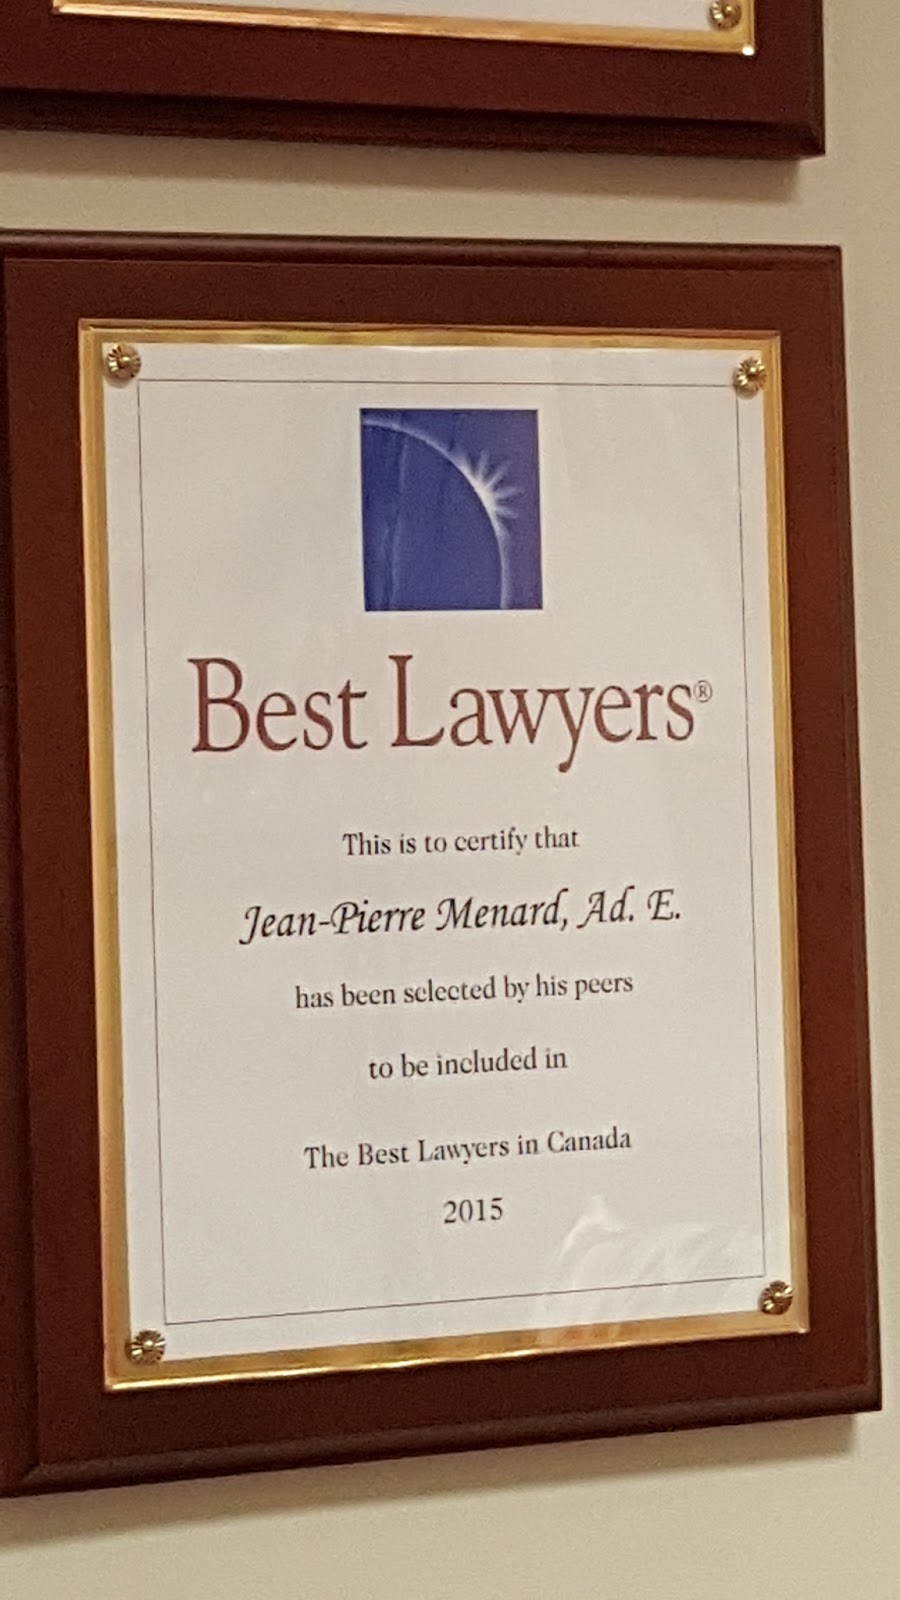 Best Lawyers®
This is to certify that
Jean-Pierre Menard, Ad. E.
has been selected by his peers
to be included in
The Best Lawyers in Canada
2015